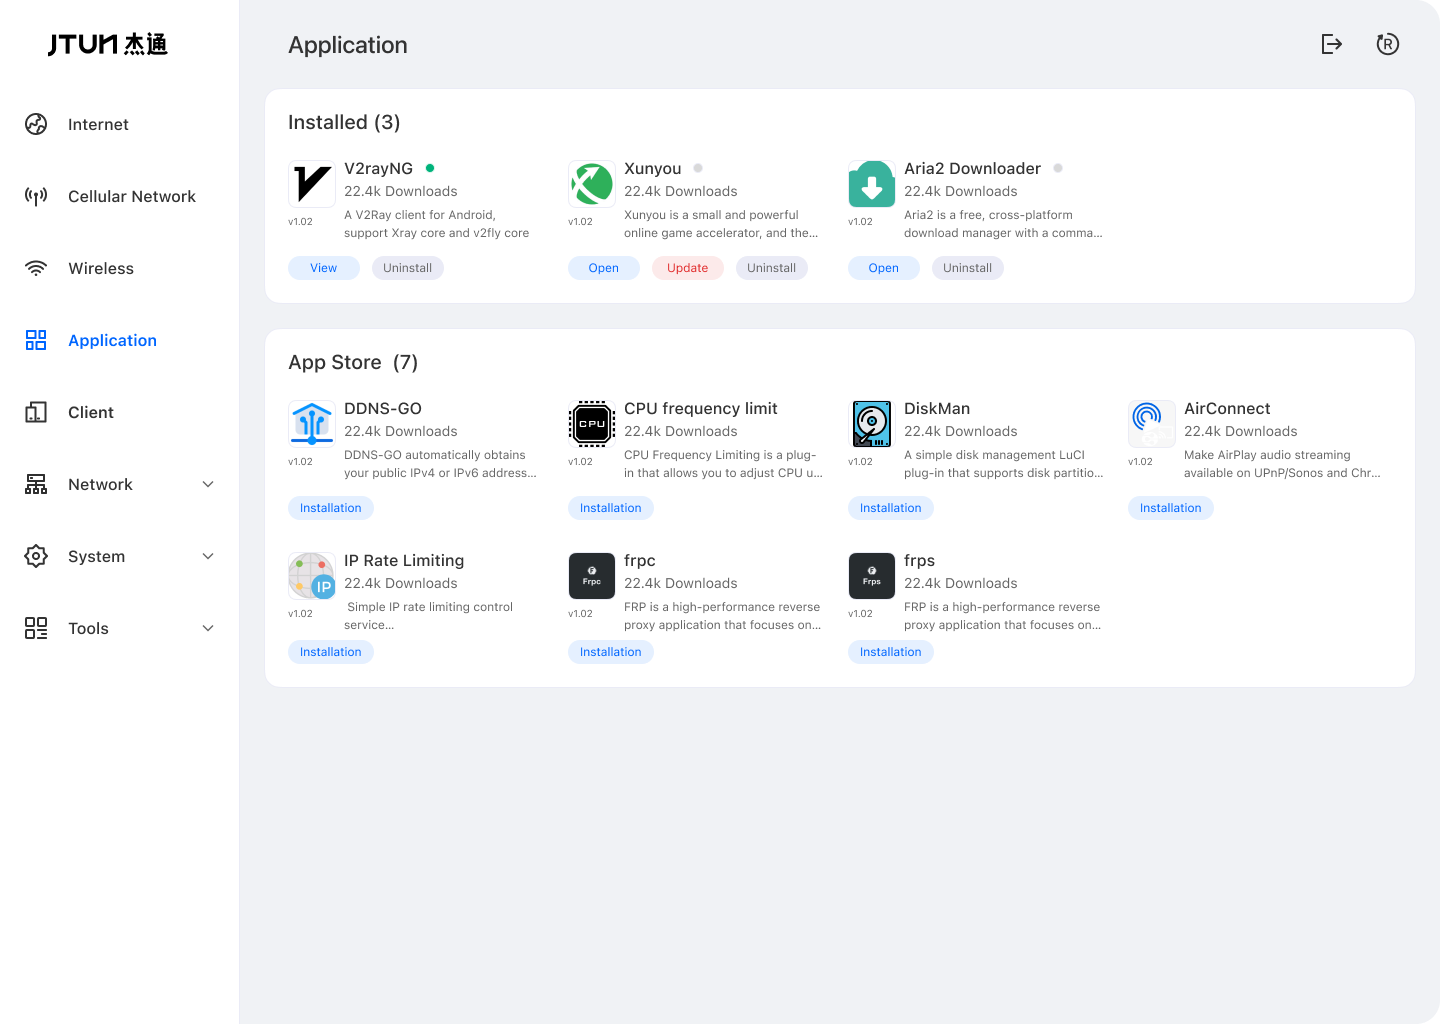 JTUN 杰通
Internet
Cellular Network
Wireless
Application
Client
Network
System
Tools
Application
R
Installed (3)
V2rayNG
22.4k Downloads
v1.02
A V2Ray client for Android,
support Xray core and v2fly core
View
Uninstall
Xunyou
22.4k Downloads
v1.02
Xunyou is a small and powerful
online game accelerator, and the...
Open
Update
Uninstall
Aria2 Downloader
22.4k Downloads
v1.02
Aria2 is a free, cross-platform
download manager with a comma...
Open
Uninstall
App Store (7)
DDNS-GO
22.4k Downloads
v1.02
DDNS-GO automatically obtains
your public IPv4 or IPv6 address...
Installation
CPU
CPU frequency limit
22.4k Downloads
v1.02
CPU Frequency Limiting is a plug-
in that allows you to adjust CPU u...
Installation
DiskMan
22.4k Downloads
v1.02
A simple disk management LuCI
plug-in that supports disk partitio...
Installation
AirConnect
22.4k Downloads
v1.02
Make AirPlay audio streaming
available on UPnP/Sonos and Chr...
Installation
IP
IP Rate Limiting
22.4k Downloads
v1.02
Simple IP rate limiting control
service...
Installation
F
Frpc
frpc
22.4k Downloads
v1.02
FRP is a high-performance reverse
proxy application that focuses on...
Installation
F
Frps
frps
22.4k Downloads
v1.02
FRP is a high-performance reverse
proxy application that focuses on...
Installation